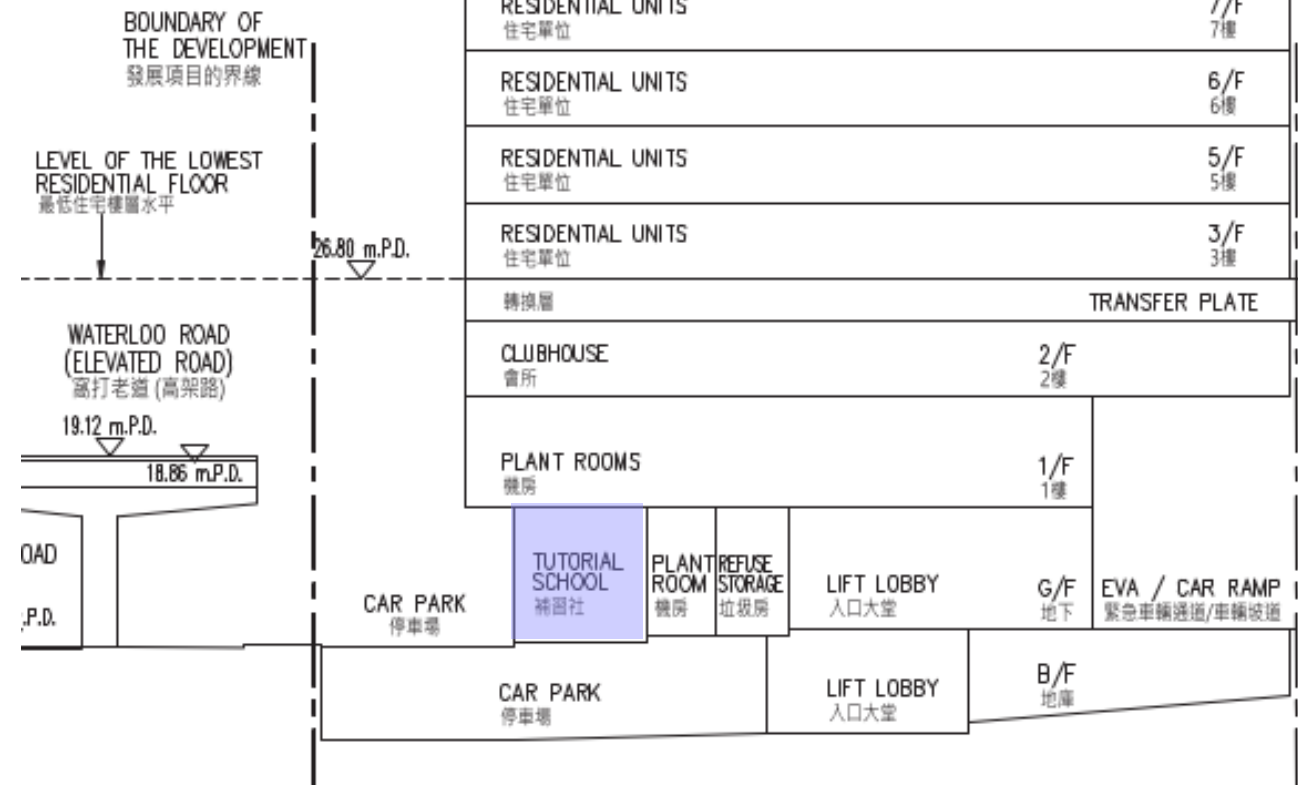 BOUNDARY OF
THE DEVELOPMENT
發展項目的界線
RESIDENTIAL UNITS
住宅單位
7/F
7樓
RESIDENTIAL UNITS
住宅單位
6/F
6樓
LEVEL OF THE LOWEST
RESIDENTIAL FLOOR
最低住宅樓層水平
RESIDENTIAL UNITS
住宅單位
5/F
5樓
26.80 m.P.D.
RESIDENTIAL UNITS
住宅單位
3/F
3樓
轉換層
TRANSFER PLATE
WATERLOO ROAD
(ELEVATED ROAD)
窩打老道 (高架路)
CLUBHOUSE
會所
2/F
2樓
19.12 m.P.D.
18.86 m.P.D.
PLANT ROOMS
機房
1/F
1樓
OAD
.P.D.
CAR PARK
停車場
TUTORIAL
SCHOOL
補習社
PLANT
ROOM
機房
REFUSE
STORAGE
垃圾房
LIFT LOBBY
入口大堂
G/F
地下
EVA / CAR RAMP
緊急車輛通道/車輛坡道
CAR PARK
停車場
LIFT LOBBY
入口大堂
B/F
地庫